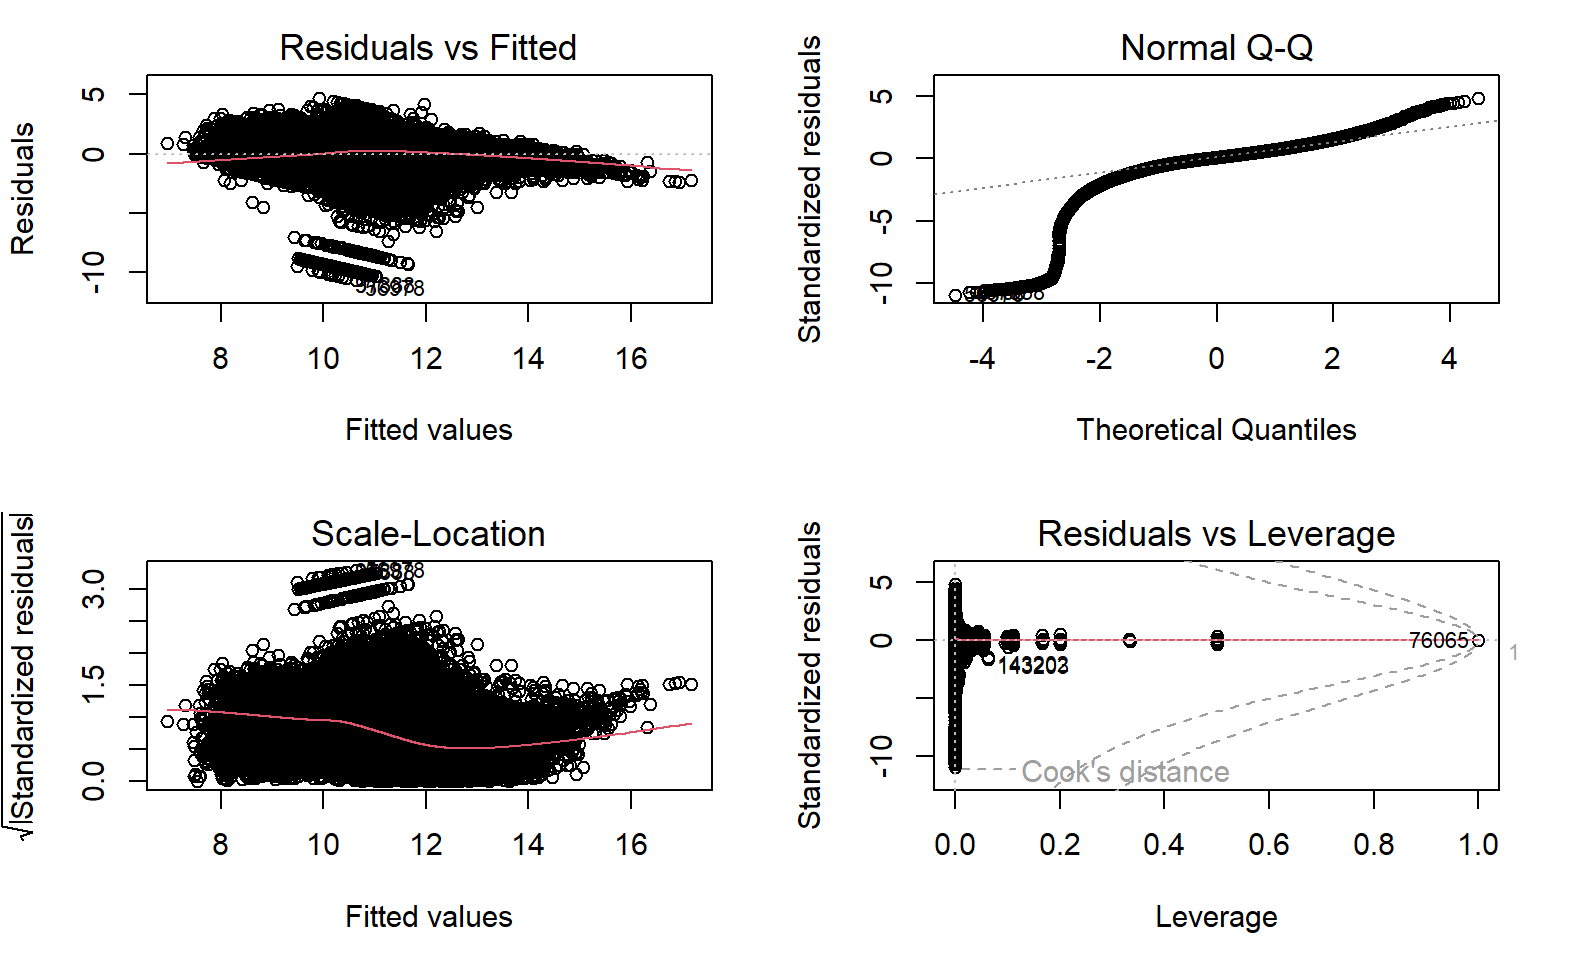 Residuals vs Fitted
Residuals
5
0
-10
8
10
12
14
16
Fitted values
Normal Q-Q
Standardized residuals
5
0
-5
-10
-4
-2
0
2
4
Theoretical Quantiles
Scale-Location
√|Standardized residuals|
3.0
1.5
0.0
8
10
12
14
16
Fitted values
Residuals vs Leverage
Standardized residuals
5
0
-10
76065
1
143203
Cook's distance
0.0
0.2
0.4
0.6
0.8
1.0
Leverage